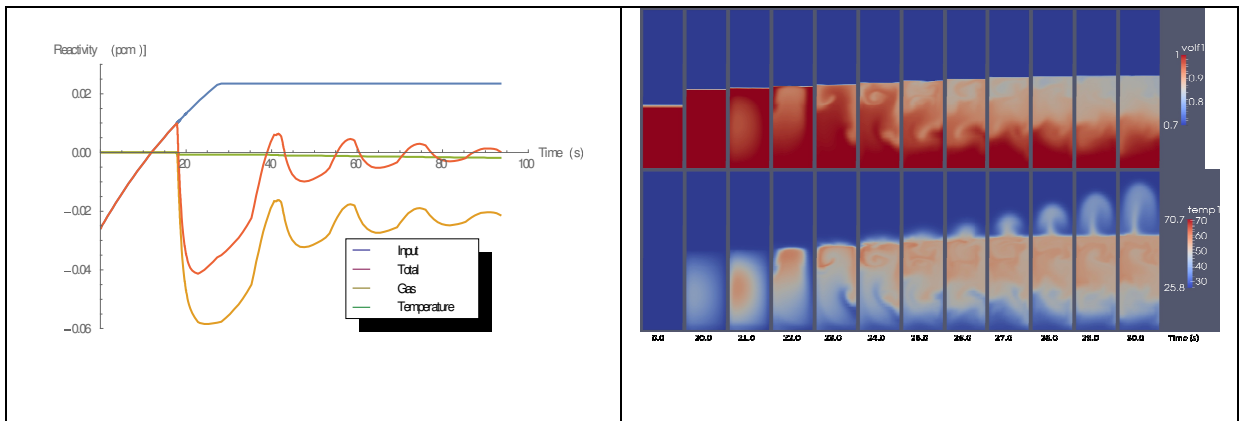 Reactivity (pcm)]
0.02
0.00
−0.02
−0.04
−0.06
20
40
60
80
100
Time (s)
Input
Total
Gas
Temperature
volf1
1
0.9
0.8
0.7
temp1
70.7
70
60
50
40
30
25.8
0.0 20.0 21.0 22.0 23.0 24.0 25.0 26.0 27.0 28.0 29.0 30.0 Time (s)